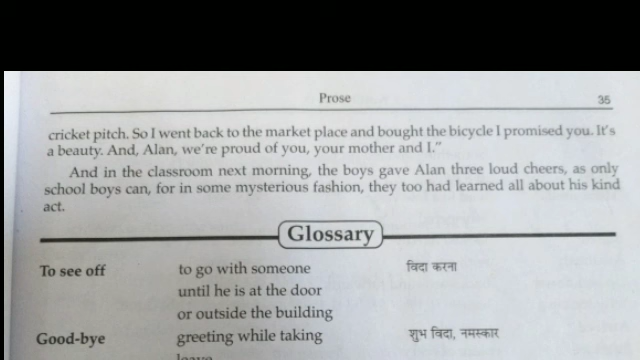 Prose 35
cricket pitch. So I went back to the market place and bought the bicycle I promised you. It's
a beauty. And, Alan, we're proud of you, your mother and I."
And in the classroom next morning, the boys gave Alan three loud cheers, as only
school boys can, for in some mysterious fashion, they too had learned all about his kind
act.
Glossary
To see off to go with someone विदा करना
until he is at the door
or outside the building
Good-bye greeting while taking शुभ विदा, नमस्कार
leave